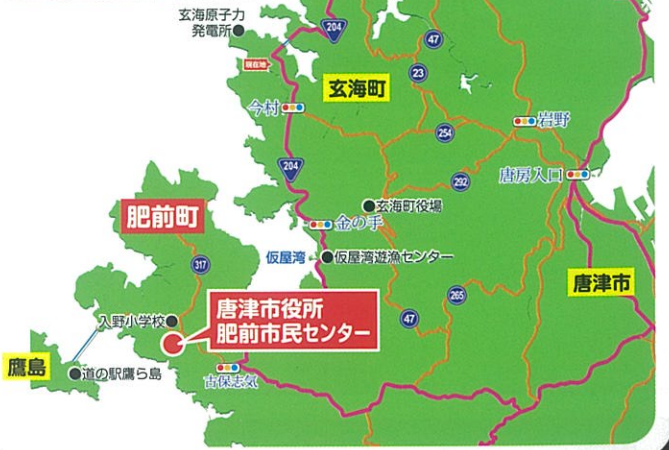 玄海原子力
発電所
204
47
現在地
23
玄海町
今村
254
岩野
204
292
唐房入口
玄海町役場
肥前町
金の手
仮屋湾
仮屋湾遊漁センター
317
唐津市
265
唐津市役所
肥前市民センター
47
入野小学校
鷹島
道の駅鷹ら島
古保志気